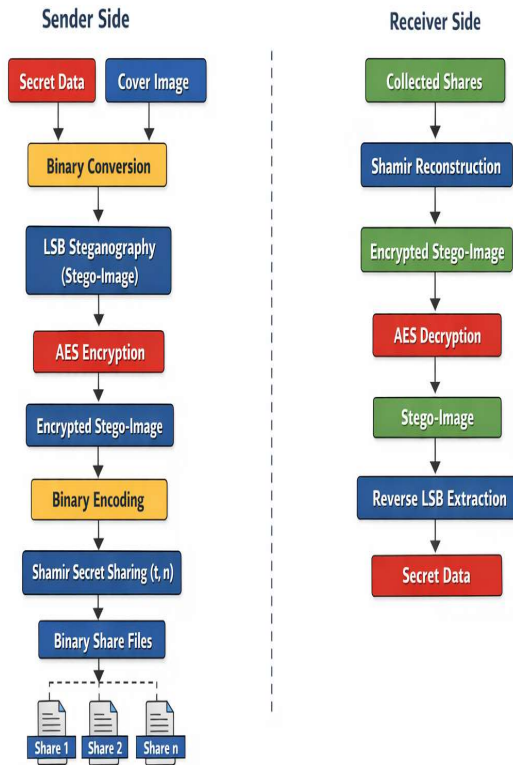 Sender Side
Secret Data
Cover Image
Binary Conversion
LSB Steganography
(Stego-Image)
AES Encryption
Encrypted Stego-Image
Binary Encoding
Shamir Secret Sharing (t, n)
Binary Share Files
Share 1
Share 2
Share n
Receiver Side
Collected Shares
Shamir Reconstruction
Encrypted Stego-Image
AES Decryption
Stego-Image
Reverse LSB Extraction
Secret Data